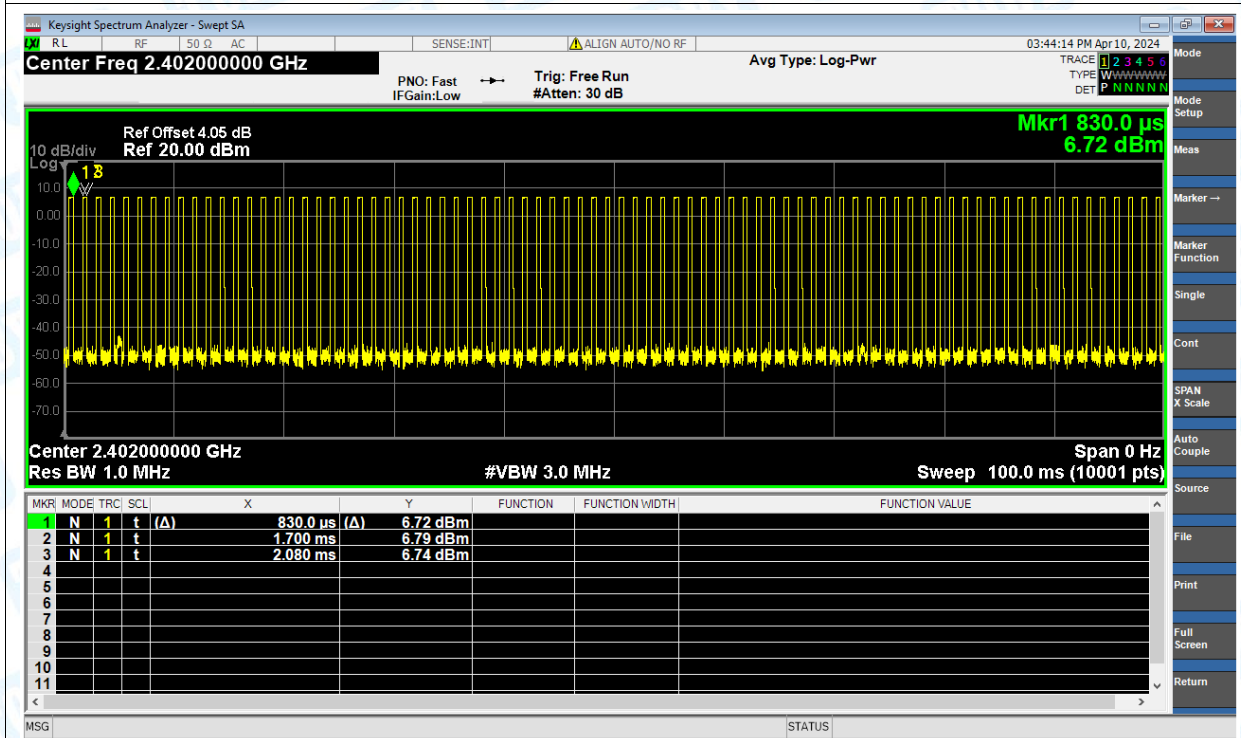 Keysight Spectrum Analyzer - Swept SA
LXI RL RF 50 Ω AC SENSE:INT ALIGN AUTO/NO RF 03:44:14 PM Apr 10, 2024
Center Freq 2.402000000 GHz
PNO: Fast
IFGain:Low
Trig: Free Run
#Atten: 30 dB
Avg Type: Log-Pwr
TRACE 1 2 3 4 5 6
TYPE WWWWWW
DET P N N N N N
Ref Offset 4.05 dB
Ref 20.00 dBm
10 dB/div
Log
Mkr1 830.0 µs
6.72 dBm
10.0
0.00
-10.0
-20.0
-30.0
-40.0
-50.0
-60.0
-70.0
Center 2.402000000 GHz
Span 0 Hz
Res BW 1.0 MHz
#VBW 3.0 MHz
Sweep 100.0 ms (10001 pts)
MKR MODE TRC SCL X Y FUNCTION FUNCTION WIDTH FUNCTION VALUE
1 N 1 t (Δ) 830.0 µs (Δ) 6.72 dBm
2 N 1 t 1.700 ms 6.79 dBm
3 N 1 t 2.080 ms 6.74 dBm
4
5
6
7
8
9
10
11
MSG
STATUS
Mode
Mode
Setup
Meas
Marker →
Marker
Function
Single
Cont
SPAN
X Scale
Auto
Couple
Source
File
Print
Full
Screen
Return